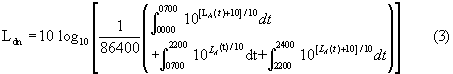 L_dn = 10 log_10 [ 1/86400 ( ∫_0000^0700 10^{[L_A(t)+10]/10} dt + ∫_0700^2200 10^{L_A(t)/10} dt + ∫_2200^2400 10^{[L_A(t)+10]/10} dt ) ] (3)